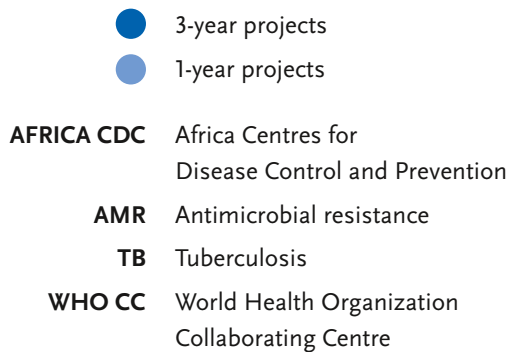 3-year projects
1-year projects
AFRICA CDC Africa Centres for
Disease Control and Prevention
AMR Antimicrobial resistance
TB Tuberculosis
WHO CC World Health Organization
Collaborating Centre